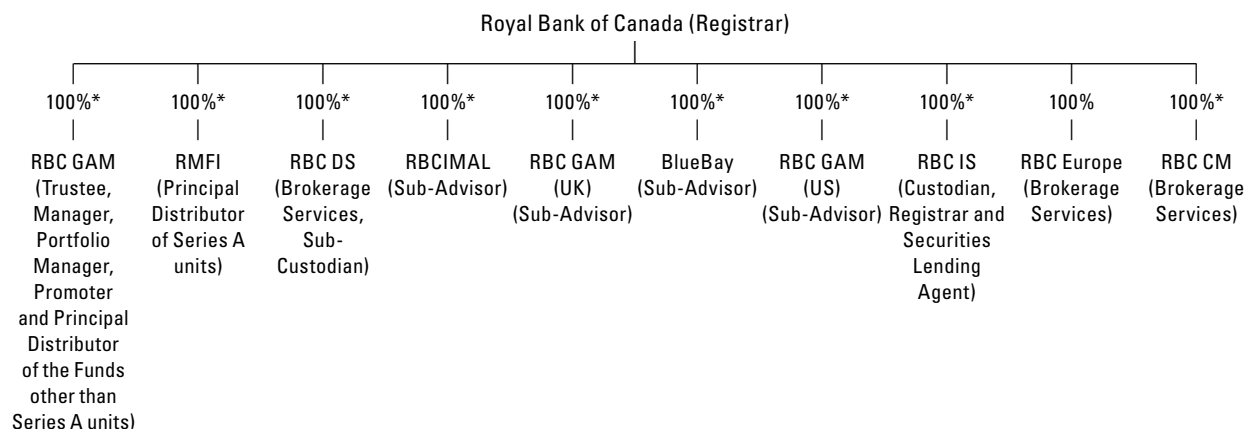 Royal Bank of Canada (Registrar)
100%*
100%*
100%*
100%*
100%*
100%*
100%*
100%*
100%
100%*
RBC GAM
(Trustee,
Manager,
Portfolio
Manager,
Promoter
and Principal
Distributor
of the Funds
other than
Series A units)
RMFI
(Principal
Distributor
of Series A
units)
RBC DS
(Brokerage
Services,
Sub-
Custodian)
RBCIMAL
(Sub-Advisor)
RBC GAM
(UK)
(Sub-Advisor)
BlueBay
(Sub-Advisor)
RBC GAM
(US)
(Sub-Advisor)
RBC IS
(Custodian,
Registrar and
Securities
Lending
Agent)
RBC Europe
(Brokerage
Services)
RBC CM
(Brokerage
Services)